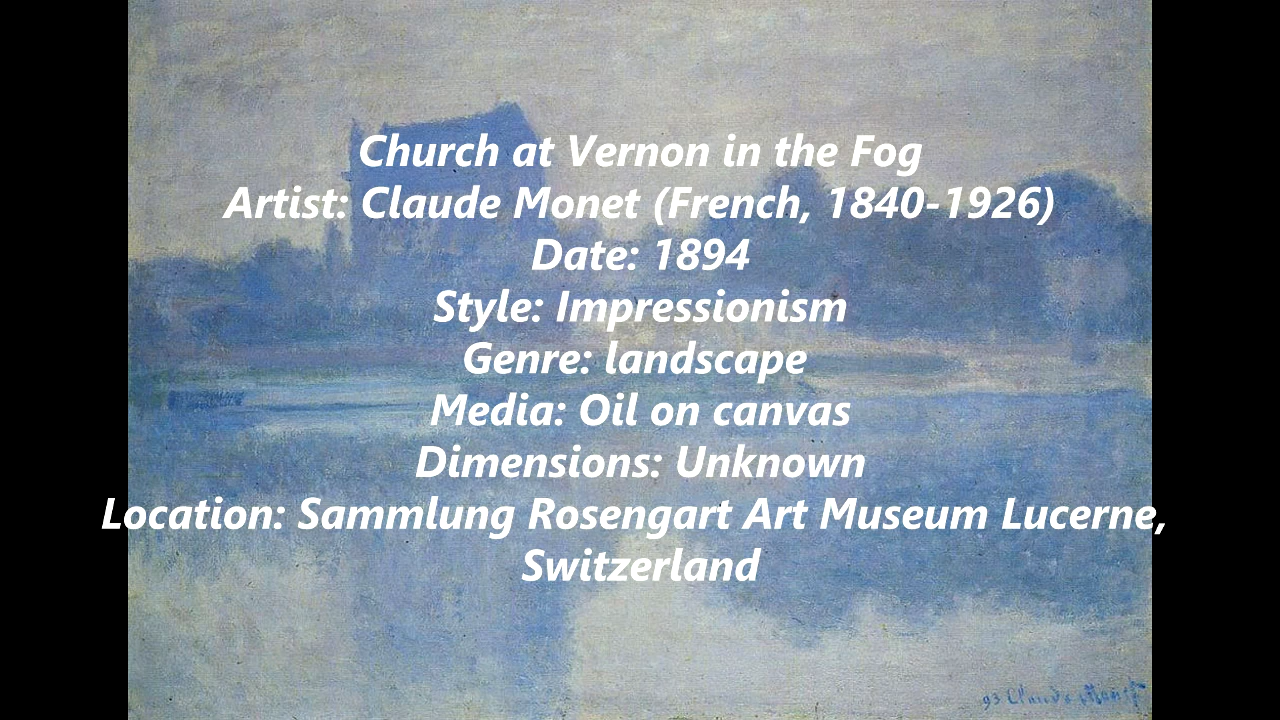 Church at Vernon in the Fog
Artist: Claude Monet (French, 1840-1926)
Date: 1894
Style: Impressionism
Genre: landscape
Media: Oil on canvas
Dimensions: Unknown
Location: Sammlung Rosengart Art Museum Lucerne,
Switzerland
93 Claude Monet